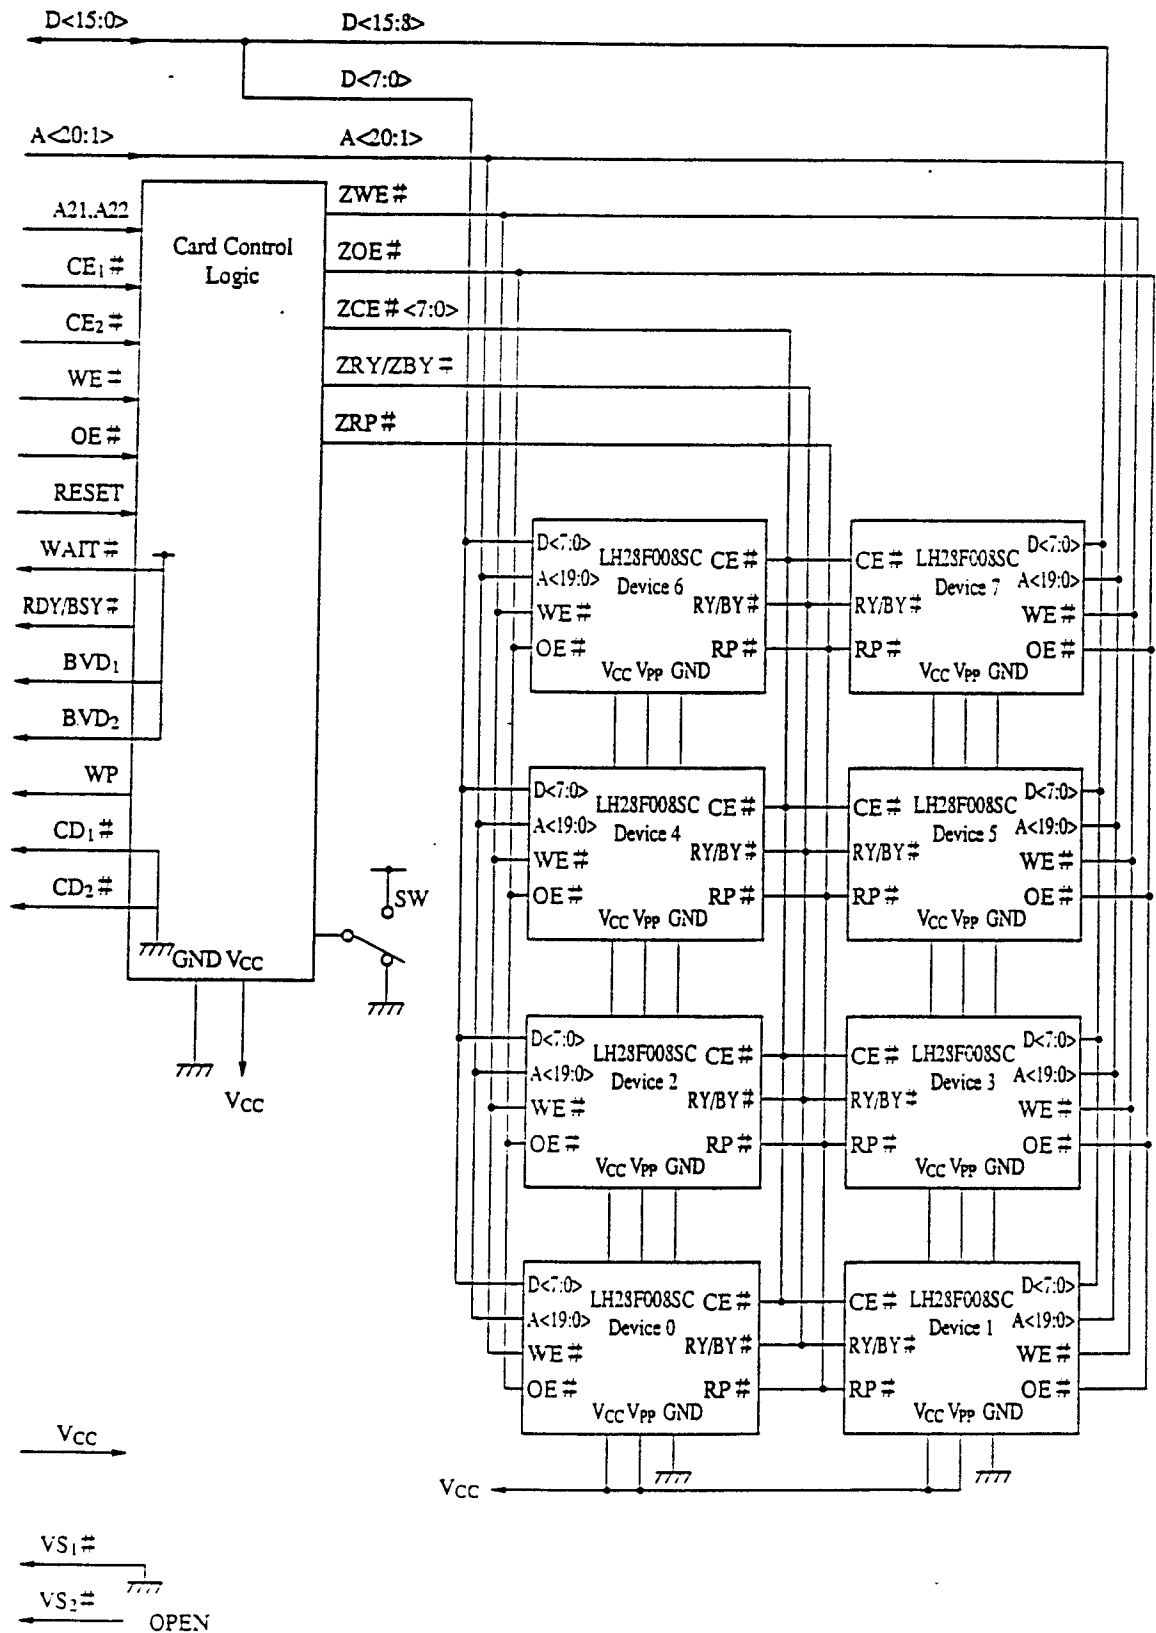 D<15:0>
D<15:8>
D<7:0>
A<20:1>
A<20:1>
ZWE#
A21,A22
Card Control
Logic
ZOE#
CE1#
ZCE#<7:0>
CE2#
ZRY/ZBY#
WE#
ZRP#
OE#
RESET
WAIT#
RDY/BSY#
BVD1
BVD2
WP
CD1#
CD2#
GND VCC
VCC
SW
D<7:0>
LH28F008SC
CE#
A<19:0>
Device 6
WE#
RY/BY#
OE#
RP#
VCC VPP GND
CE#
LH28F008SC
D<7:0>
Device 7
A<19:0>
RY/BY#
WE#
RP#
OE#
VCC VPP GND
D<7:0>
LH28F008SC
CE#
A<19:0>
Device 4
WE#
RY/BY#
OE#
RP#
VCC VPP GND
CE#
LH28F008SC
D<7:0>
Device 5
A<19:0>
RY/BY#
WE#
RP#
OE#
VCC VPP GND
D<7:0>
LH28F008SC
CE#
A<19:0>
Device 2
WE#
RY/BY#
OE#
RP#
VCC VPP GND
CE#
LH28F008SC
D<7:0>
Device 3
A<19:0>
RY/BY#
WE#
RP#
OE#
VCC VPP GND
D<7:0>
LH28F008SC
CE#
A<19:0>
Device 0
WE#
RY/BY#
OE#
RP#
VCC VPP GND
CE#
LH28F008SC
D<7:0>
Device 1
A<19:0>
RY/BY#
WE#
RP#
OE#
VCC VPP GND
VCC
VCC
VS1#
VS2#
OPEN